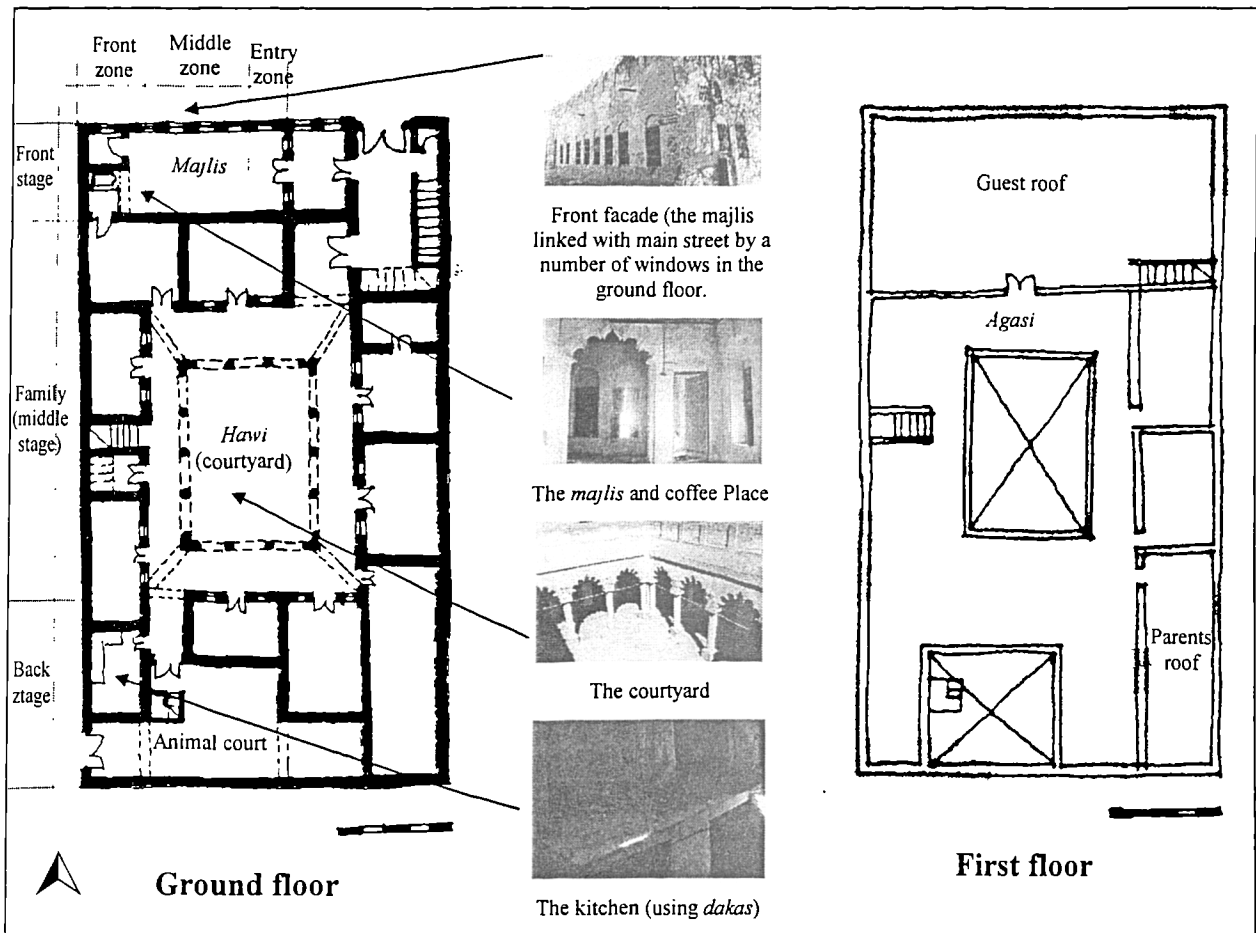 Front
zone
Middle
zone
Entry
zone
Front
stage
Majlis
Family
(middle
stage)
Hawi
(courtyard)
Back
ztage
Animal court
Ground floor
Front facade (the majlis
linked with main street by a
number of windows in the
ground floor.
The majlis and coffee Place
The courtyard
The kitchen (using dakas)
Guest roof
Agasi
Parents
roof
First floor